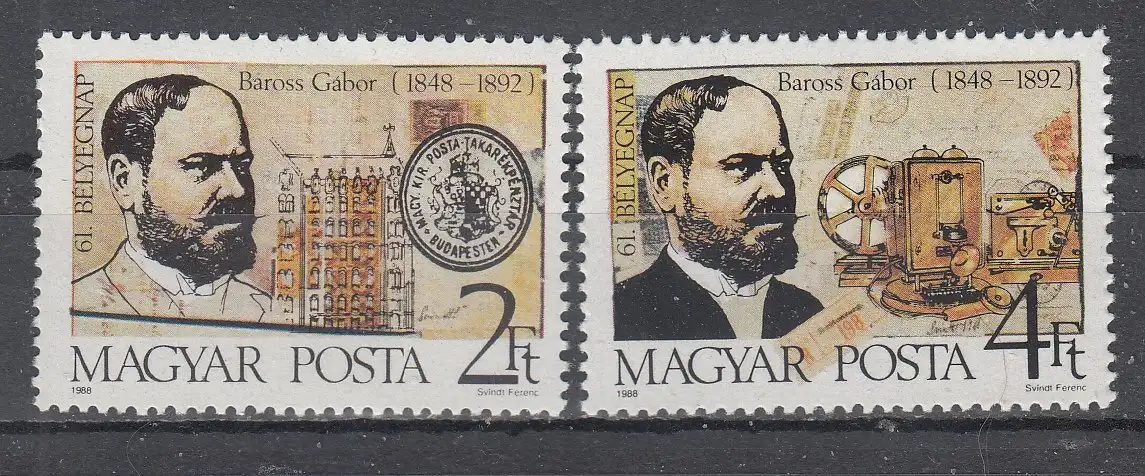 Baross Gábor (1848-1892)
61. BÉLYEGNAP
MAGY. KIR. POSTA-TAKARÉKPÉNZTÁR
BUDAPESTEN
2Ft
MAGYAR POSTA
1988
Svindt Ferenc
Baross Gábor (1848-1892)
61. BÉLYEGNAP
198
4Ft
MAGYAR POSTA
1988
Svindt Ferenc